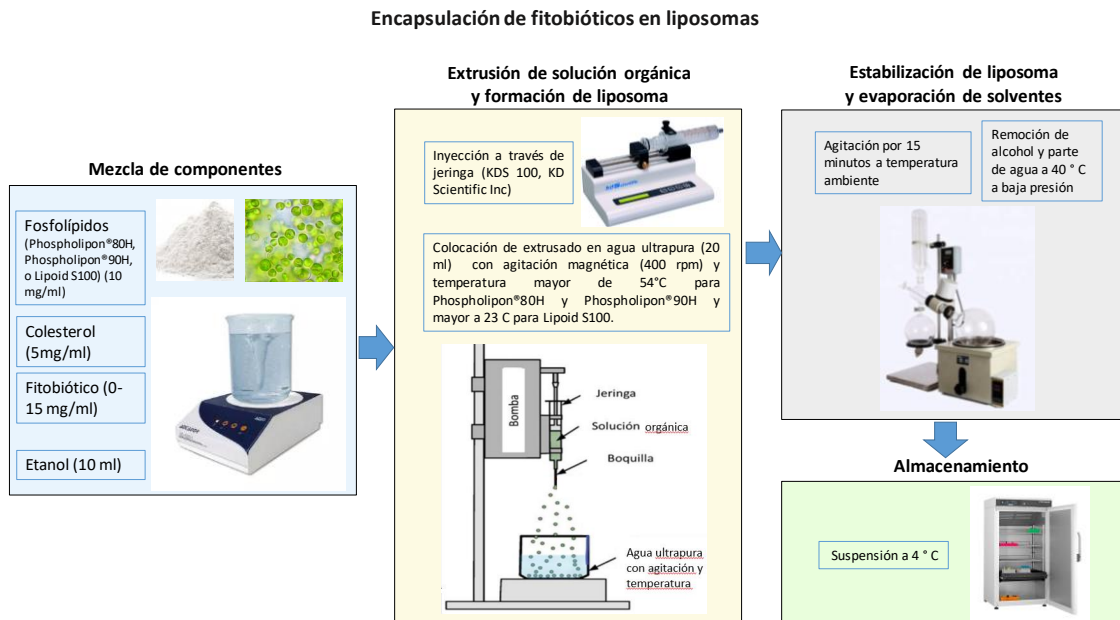 Encapsulación de fitobióticos en liposomas
Mezcla de componentes
Fosfolípidos
(Phospholipon®80H,
Phospholipon®90H,
o Lipoid S100) (10
mg/ml)
Colesterol
(5mg/ml)
Fitobiótico (0-
15 mg/ml)
Etanol (10 ml)
Extrusión de solución orgánica
y formación de liposoma
Inyección a través de
jeringa (KDS 100, KD
Scientific Inc)
Colocación de extrusado en agua ultrapura (20
ml) con agitación magnética (400 rpm) y
temperatura mayor de 54°C para
Phospholipon®80H y Phospholipon®90H y
mayor a 23 C para Lipoid S100.
Bomba
Jeringa
Solución orgánica
Boquilla
Agua ultrapura
con agitación y
temperatura
Estabilización de liposoma
y evaporación de solventes
Agitación por 15
minutos a temperatura
ambiente
Remoción de
alcohol y parte
de agua a 40 ° C
a baja presión
Almacenamiento
Suspensión a 4 ° C